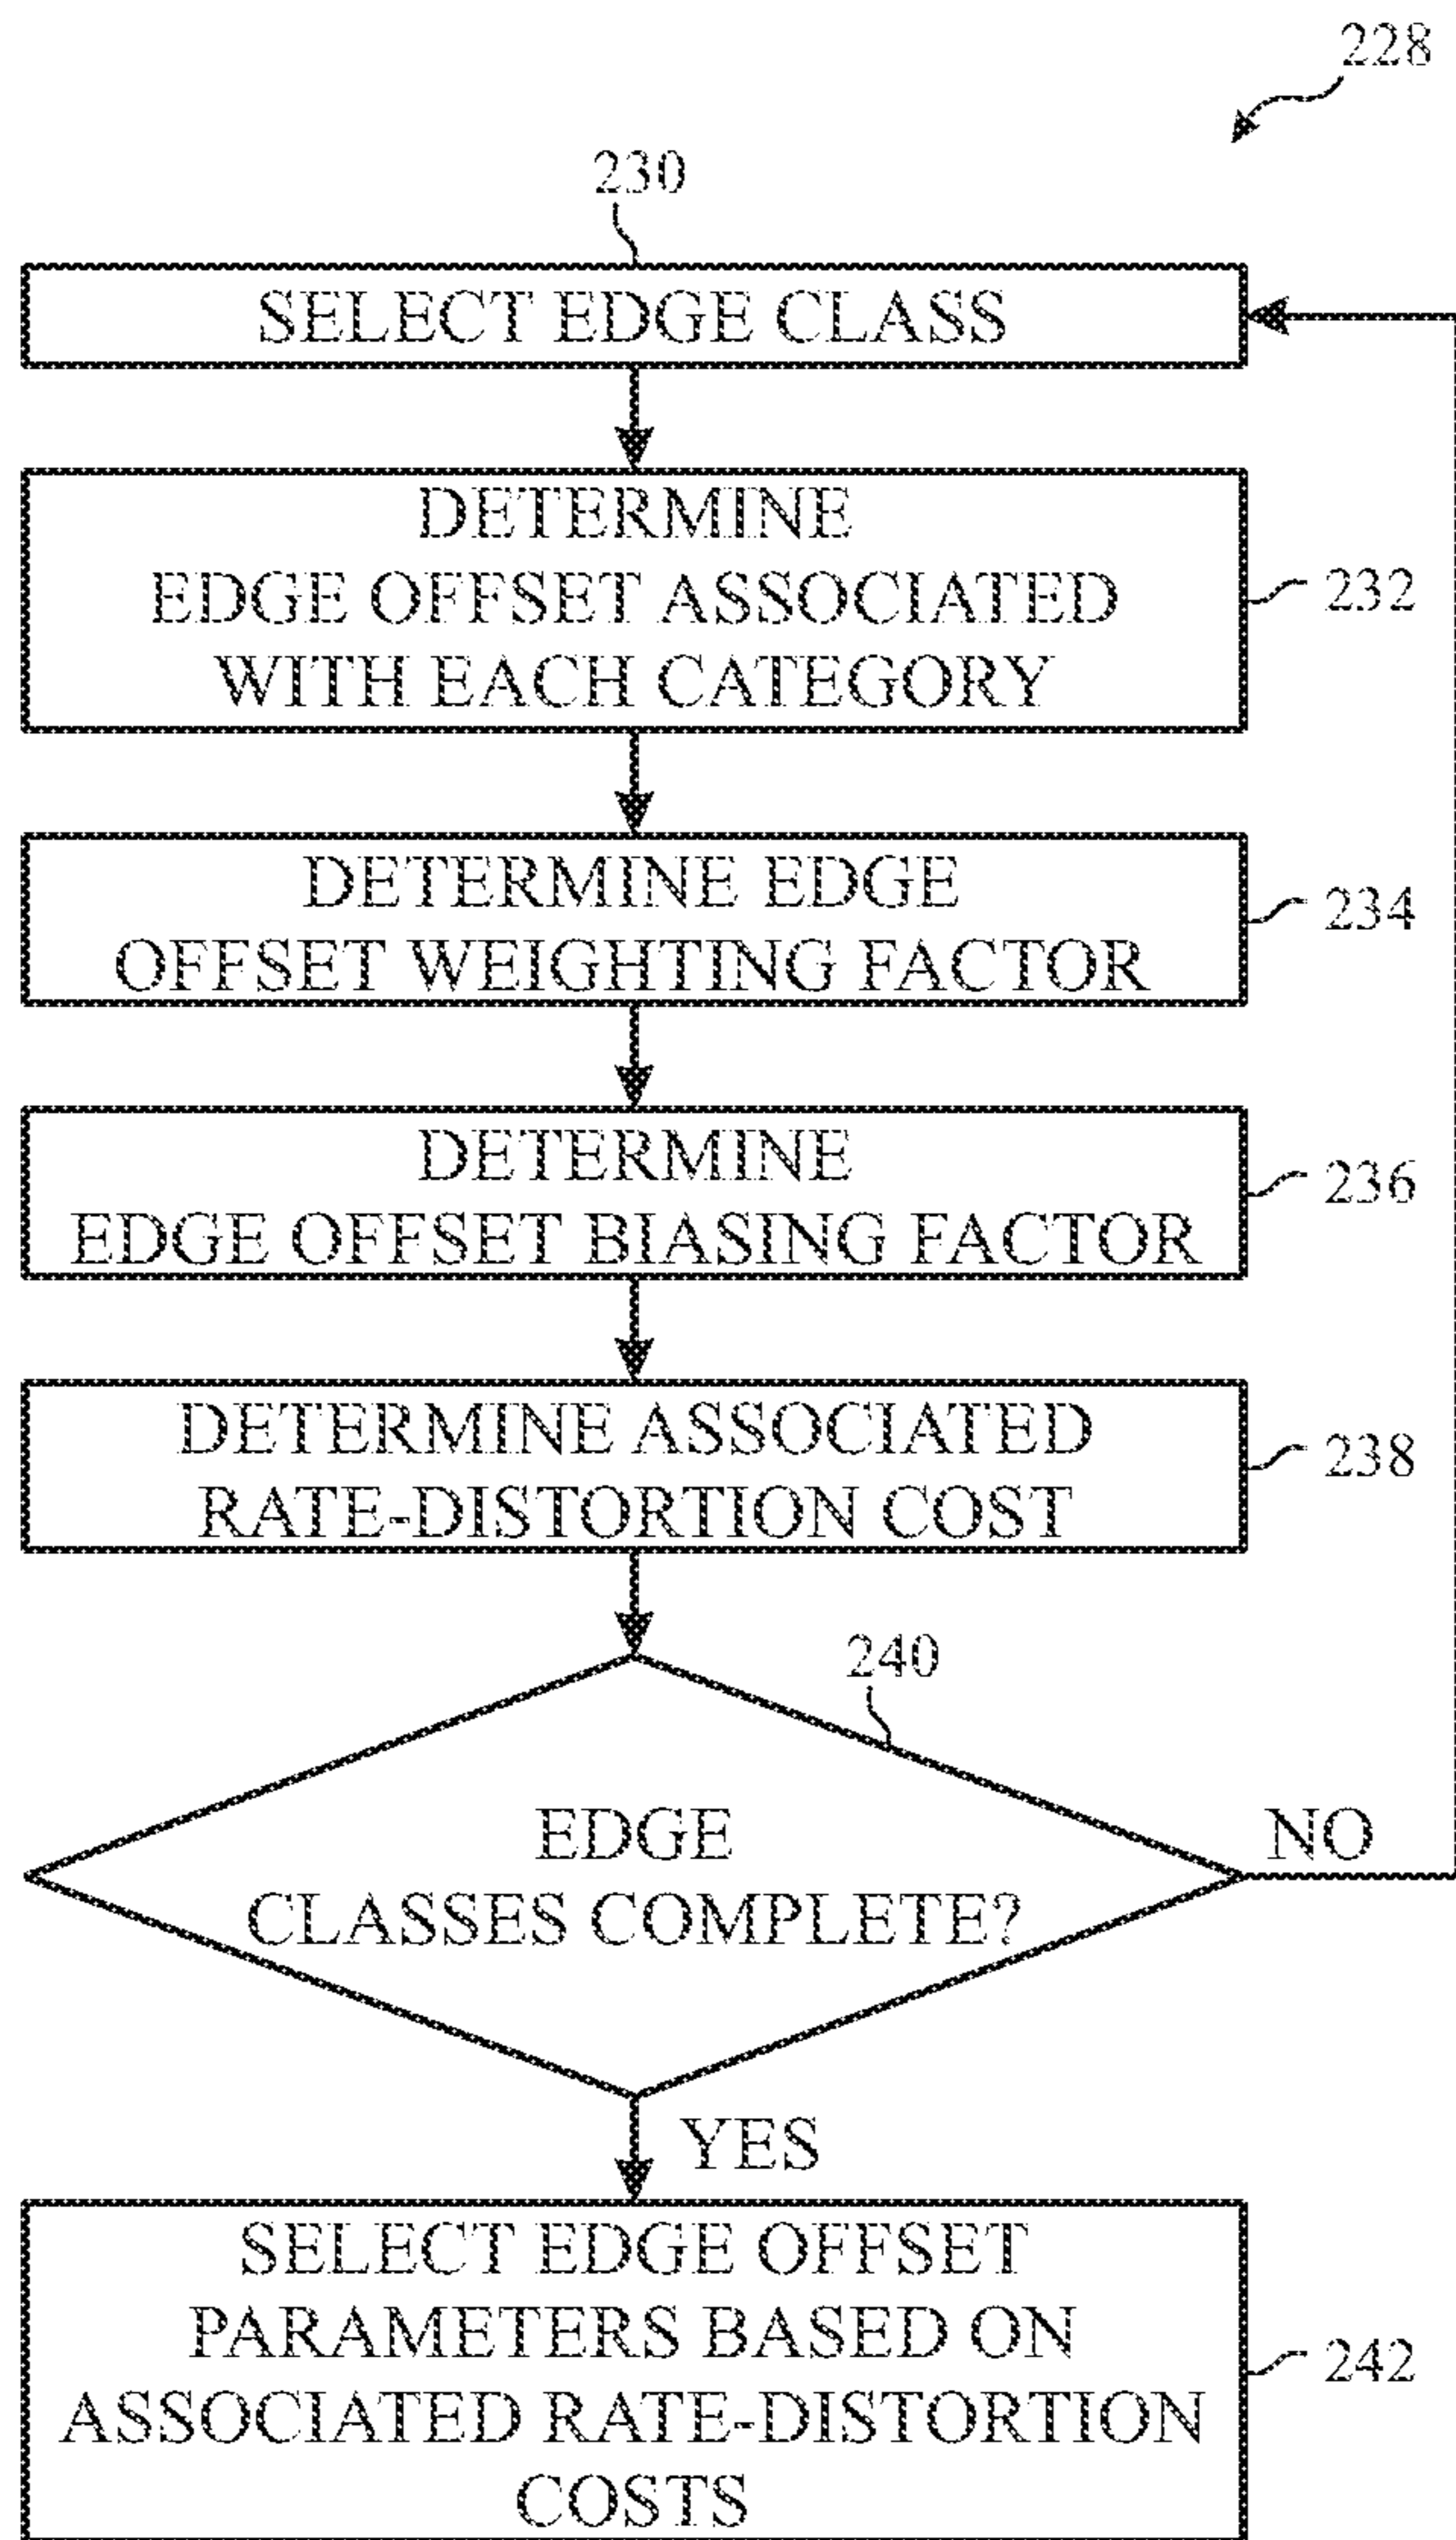 228
230
SELECT EDGE CLASS
DETERMINE
EDGE OFFSET ASSOCIATED
WITH EACH CATEGORY
232
DETERMINE EDGE
OFFSET WEIGHTING FACTOR
234
DETERMINE
EDGE OFFSET BIASING FACTOR
236
DETERMINE ASSOCIATED
RATE-DISTORTION COST
238
240
EDGE
CLASSES COMPLETE?
NO
YES
SELECT EDGE OFFSET
PARAMETERS BASED ON
ASSOCIATED RATE-DISTORTION
COSTS
242